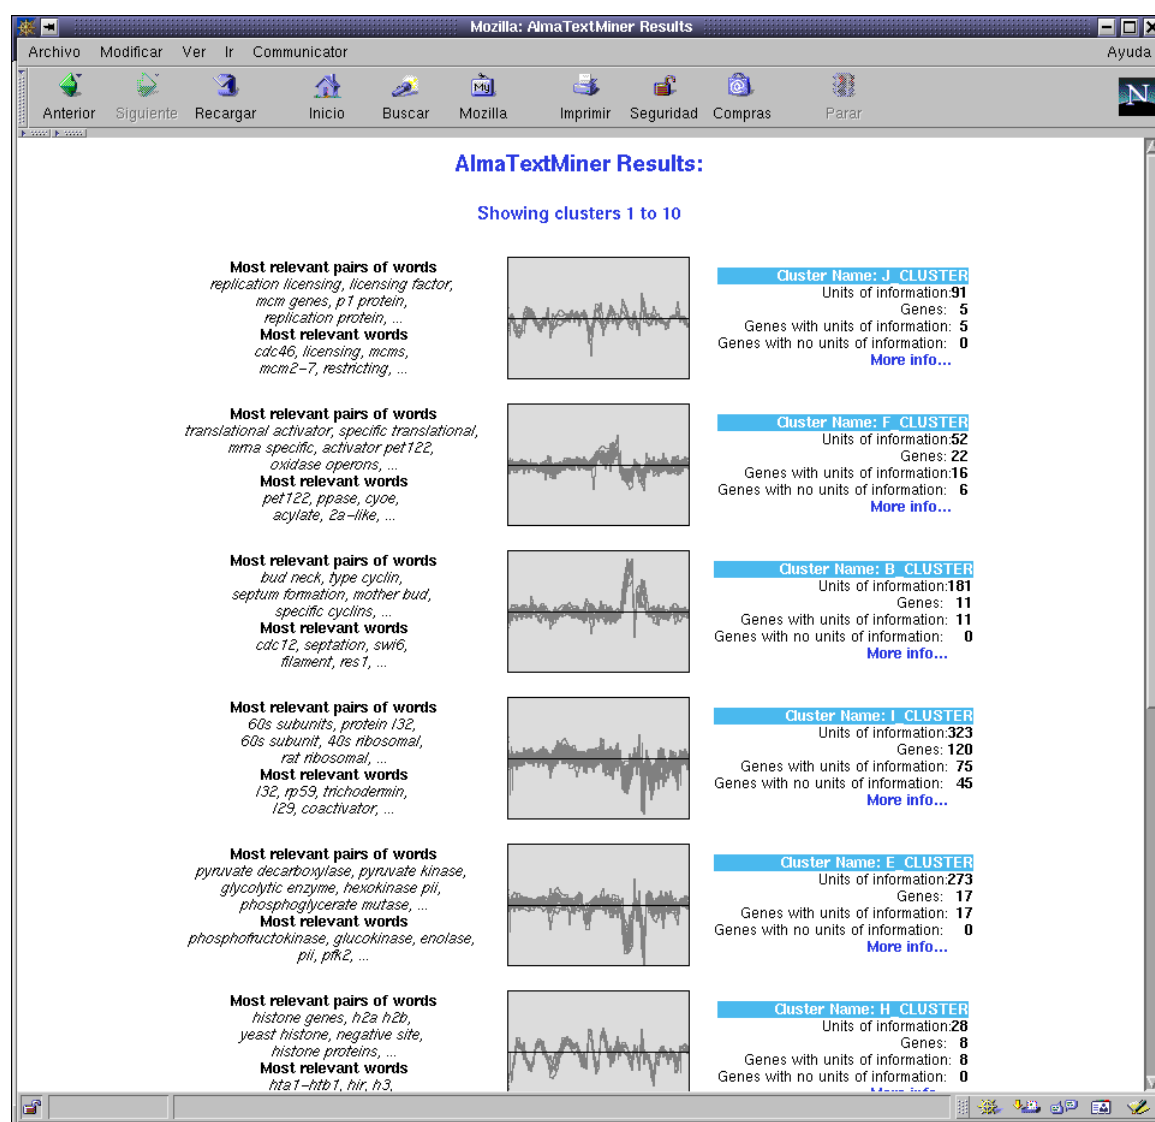 Mozilla: AlmaTextMiner Results
Archivo Modificar Ver Ir Communicator Ayuda
My
N
Anterior Siguiente Recargar Inicio Buscar Mozilla Imprimir Seguridad Compras Parar
AlmaTextMiner Results:
Showing clusters 1 to 10
Most relevant pairs of words
replication licensing, licensing factor,
mcm genes, p1 protein,
replication protein, ...
Most relevant words
cdc46, licensing, mcms,
mcm2-7, restricting, ...
Cluster Name: J_CLUSTER
Units of information:91
Genes: 5
Genes with units of information: 5
Genes with no units of information: 0
More info...
Most relevant pairs of words
translational activator, specific translational,
mrna specific, activator pet122,
oxidase operons, ...
Most relevant words
pet122, ppase, cyoe,
acylate, 2a-like, ...
Cluster Name: F_CLUSTER
Units of information:52
Genes: 22
Genes with units of information:16
Genes with no units of information: 6
More info...
Most relevant pairs of words
bud neck, type cyclin,
septum formation, mother bud,
specific cyclins, ...
Most relevant words
cdc12, septation, swi6,
filament, res1, ...
Cluster Name: B_CLUSTER
Units of information:181
Genes: 11
Genes with units of information: 11
Genes with no units of information: 0
More info...
Most relevant pairs of words
60s subunits, protein l32,
60s subunit, 40s ribosomal,
rat ribosomal, ...
Most relevant words
l32, rp59, trichodermin,
l29, coactivator, ...
Cluster Name: I_CLUSTER
Units of information:323
Genes: 120
Genes with units of information: 75
Genes with no units of information: 45
More info...
Most relevant pairs of words
pyruvate decarboxylase, pyruvate kinase,
glycolytic enzyme, hexokinase pii,
phosphoglycerate mutase, ...
Most relevant words
phosphofructokinase, glucokinase, enolase,
pii, pfk2, ...
Cluster Name: E_CLUSTER
Units of information:273
Genes: 17
Genes with units of information: 17
Genes with no units of information: 0
More info...
Most relevant pairs of words
histone genes, h2a h2b,
yeast histone, negative site,
histone proteins, ...
Most relevant words
hta1-htb1, hir, h3,
Cluster Name: H_CLUSTER
Units of information:28
Genes: 8
Genes with units of information: 8
Genes with no units of information: 0
More info...